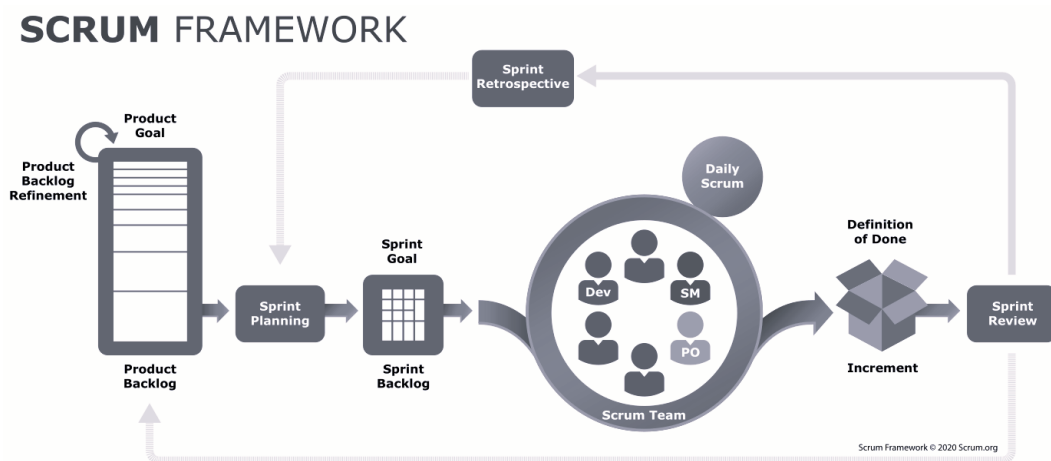 SCRUM FRAMEWORK
Sprint
Retrospective
Product
Goal
Product
Backlog
Refinement
Daily
Scrum
Sprint
Goal
Definition
of Done
Dev
SM
Sprint
Planning
Sprint
Review
PO
Product
Backlog
Sprint
Backlog
Increment
Scrum Team
Scrum Framework © 2020 Scrum.org